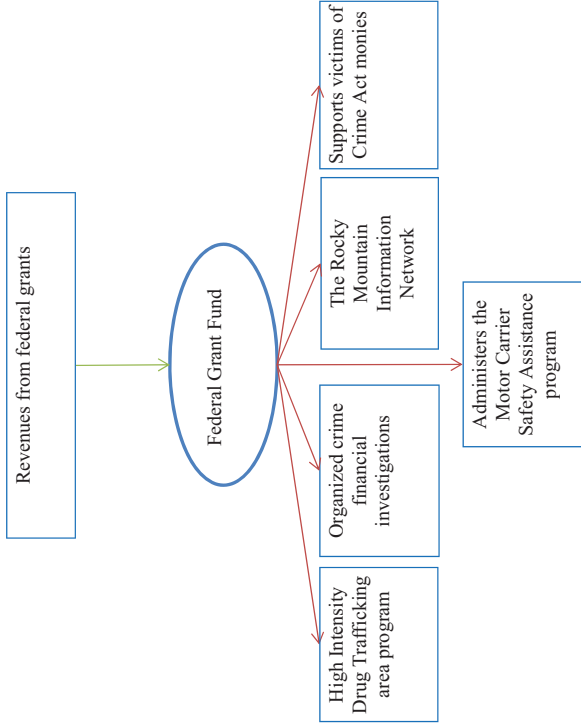 Revenues from federal grants
Federal Grant Fund
High Intensity
Drug Trafficking
area program
Organized crime
financial
investigations
The Rocky
Mountain
Information
Network
Supports victims of
Crime Act monies
Administers the
Motor Carrier
Safety Assistance
program